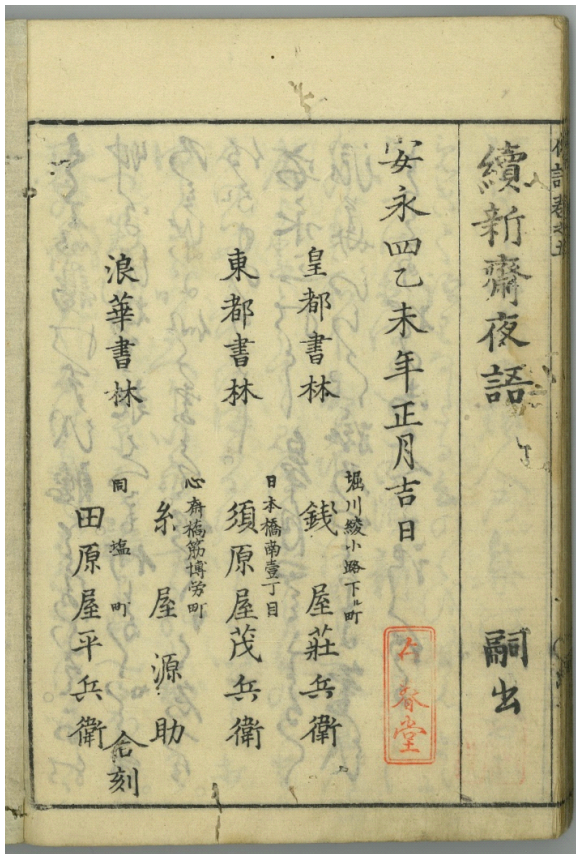 續新齋夜語 嗣出
安永四乙未年正月吉日
皇都書林
堀川綾小路下ル町
銭屋莊兵衛
東都書林
日本橋南壹丁目
須原屋茂兵衛
浪華書林
心斎橋筋博労町
糸屋源助
同塩町
田原屋平兵衛
合刻
春堂